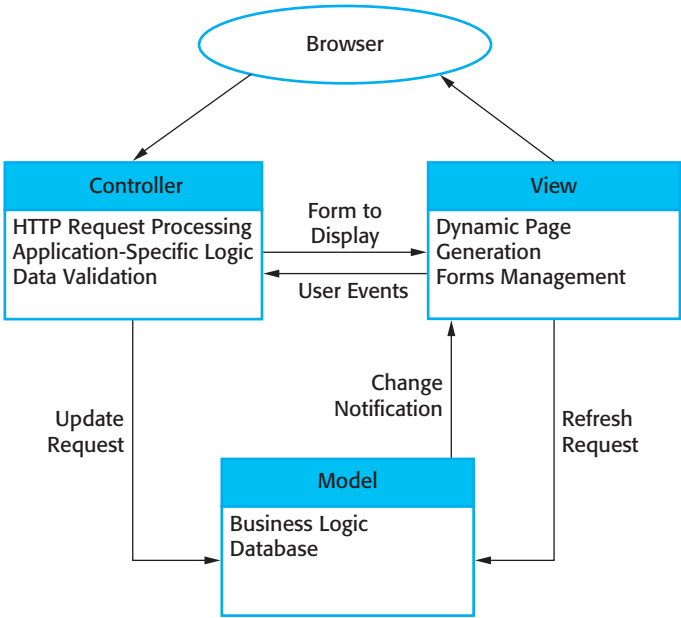 Browser
Controller
HTTP Request Processing
Application-Specific Logic
Data Validation
Form to
Display
User Events
View
Dynamic Page
Generation
Forms Management
Update
Request
Change
Notification
Refresh
Request
Model
Business Logic
Database